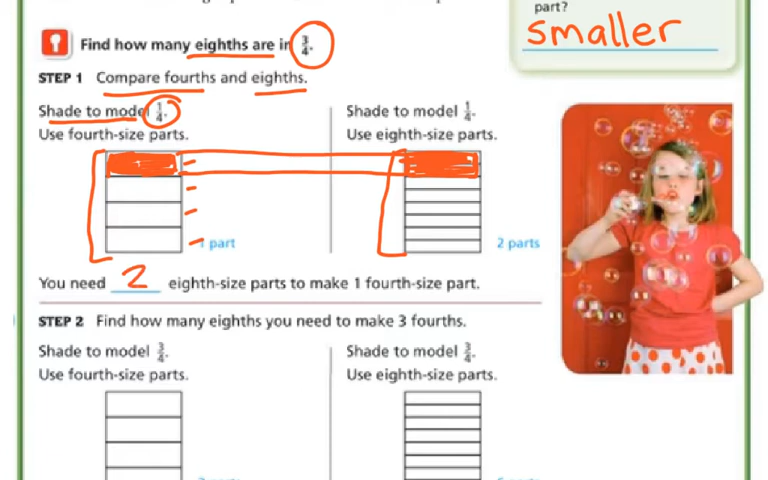 part?
smaller
Find how many eighths are in 3/4.
STEP 1 Compare fourths and eighths.
Shade to model 1/4.
Use fourth-size parts.
Shade to model 1/4.
Use eighth-size parts.
1 part
2 parts
You need 2 eighth-size parts to make 1 fourth-size part.
STEP 2 Find how many eighths you need to make 3 fourths.
Shade to model 3/4.
Use fourth-size parts.
Shade to model 3/4.
Use eighth-size parts.